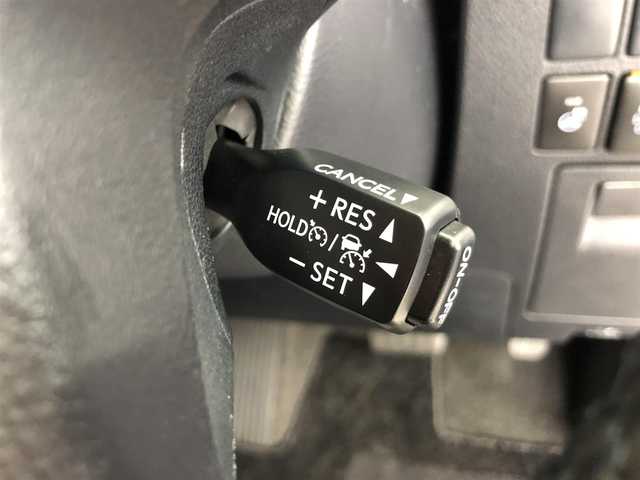 CANCEL
+ RES
HOLD /
- SET
ON-OFF